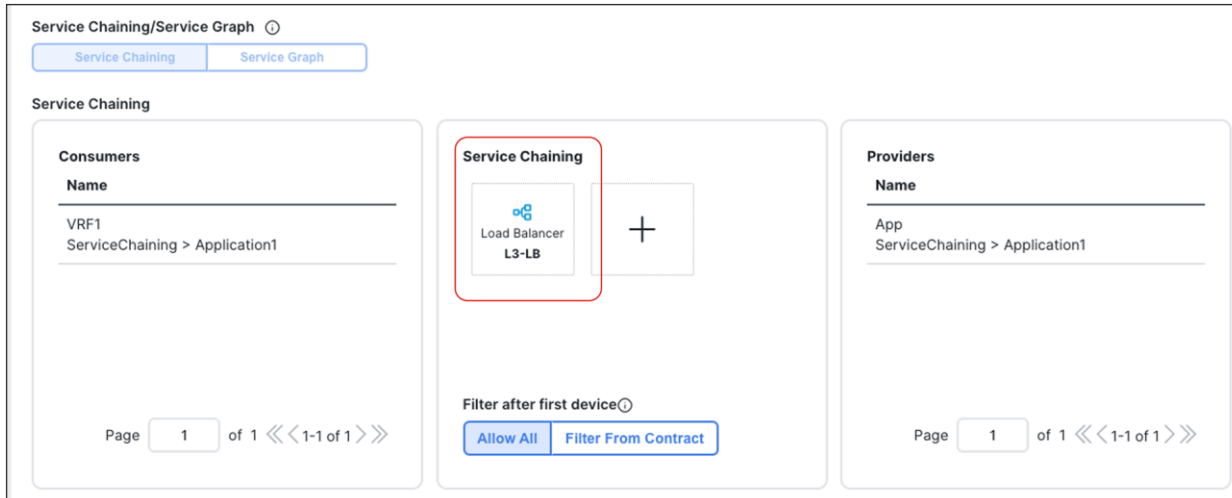 Service Chaining/Service Graph
Service Chaining Service Graph
Service Chaining
Consumers
Name
VRF1
ServiceChaining > Application1
Page 1 of 1 1-1 of 1
Service Chaining
Load Balancer
L3-LB
Filter after first device
Allow All Filter From Contract
Providers
Name
App
ServiceChaining > Application1
Page 1 of 1 1-1 of 1